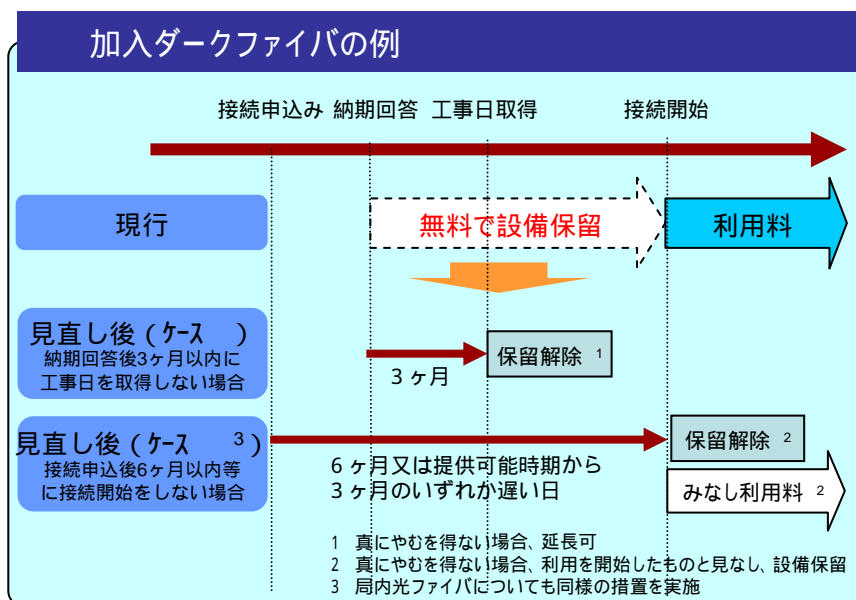 加入ダークファイバの例
接続申込み 納期回答 工事日取得 接続開始
現行
無料で設備保留
利用料
見直し後（ｹｰｽ　）
納期回答後3ヶ月以内に
工事日を取得しない場合
３ヶ月
保留解除 1
見直し後（ｹｰｽ　3）
接続申込後6ヶ月以内等
に接続開始をしない場合
６ヶ月又は提供可能時期から
３ヶ月のいずれか遅い日
保留解除 2
みなし利用料 2
1 真にやむを得ない場合、延長可
2 真にやむを得ない場合、利用を開始したものと見なし、設備保留
3 局内光ファイバについても同様の措置を実施